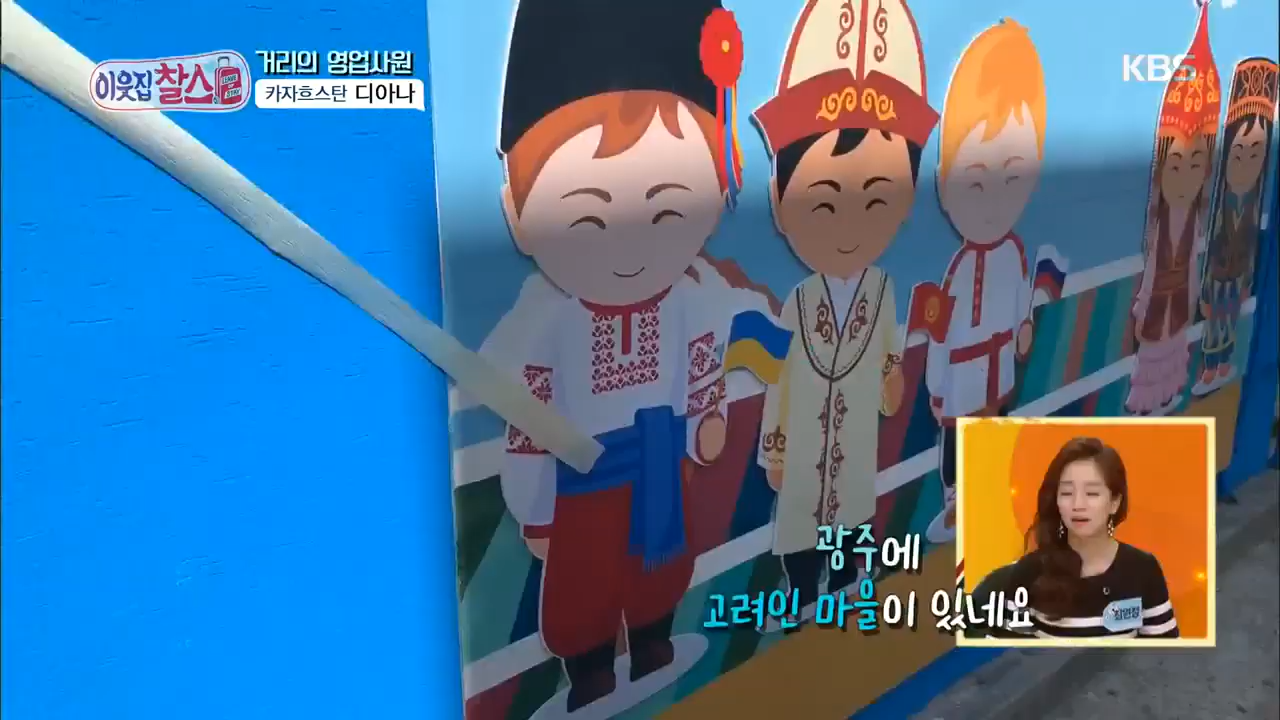 이웃집 찰스
거리의 영업사원
카자흐스탄 디아나
KBS
광주에
고려인 마을이 있네요